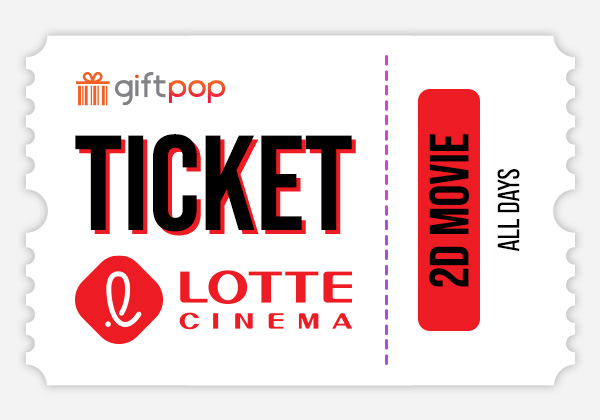 giftpop
TICKET
LOTTE
CINEMA
2D MOVIE
ALL DAYS